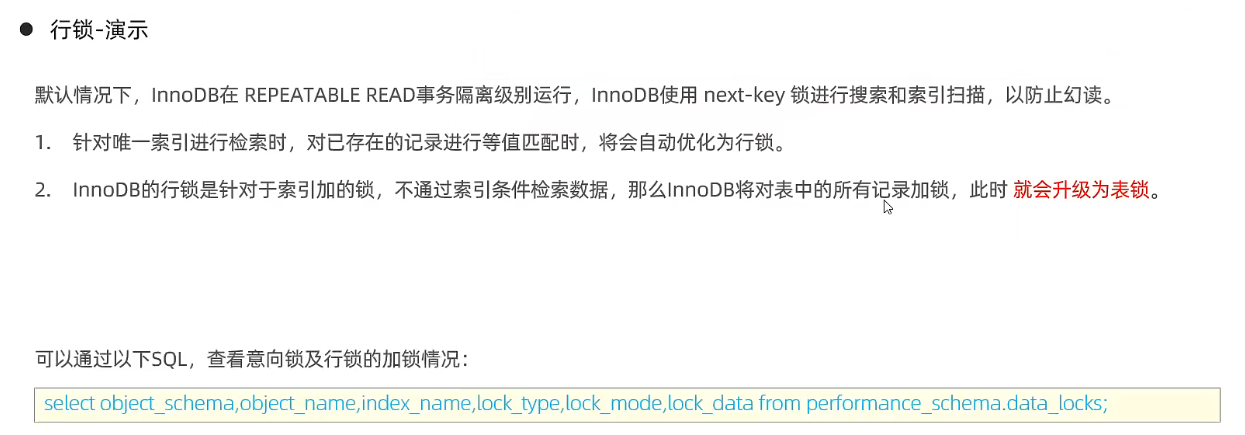 ● 行锁-演示
默认情况下，InnoDB在 REPEATABLE READ事务隔离级别运行，InnoDB使用 next-key 锁进行搜索和索引扫描，以防止幻读。
1. 针对唯一索引进行检索时，对已存在的记录进行等值匹配时，将会自动优化为行锁。
2. InnoDB的行锁是针对于索引加的锁，不通过索引条件检索数据，那么InnoDB将对表中的所有记录加锁，此时 就会升级为表锁。
可以通过以下SQL，查看意向锁及行锁的加锁情况：
select object_schema,object_name,index_name,lock_type,lock_mode,lock_data from performance_schema.data_locks;